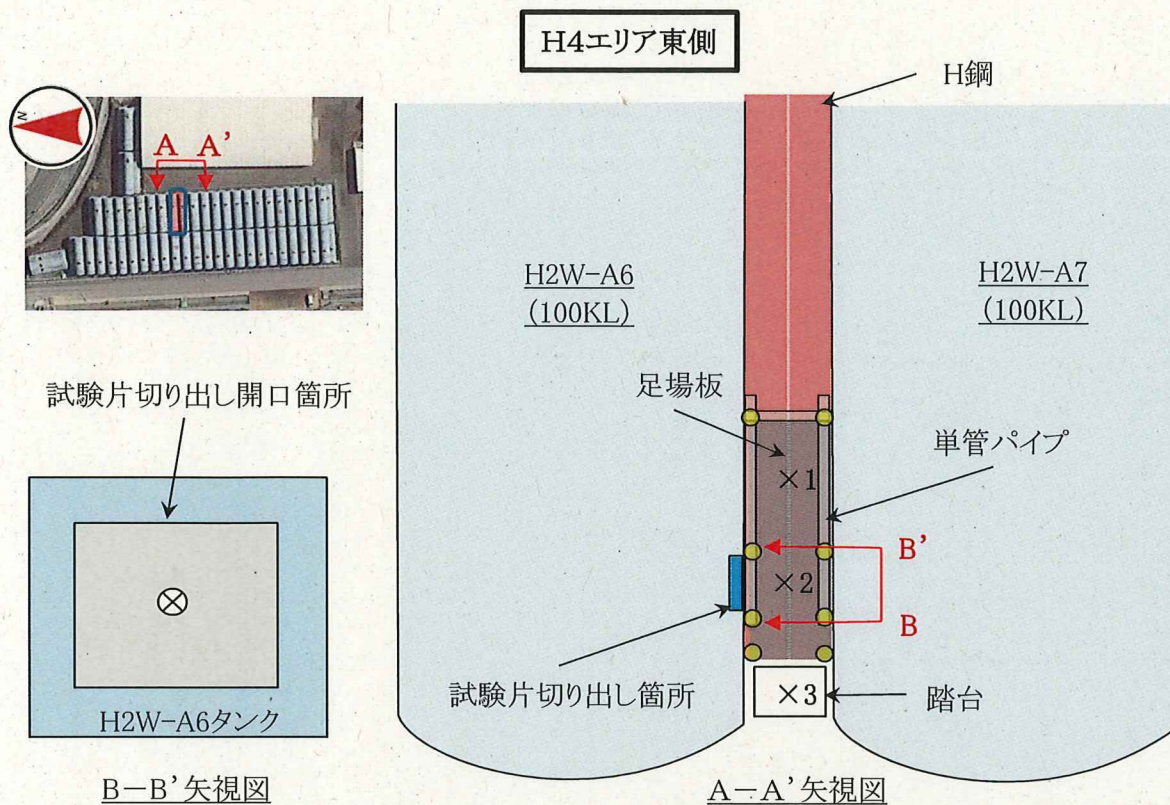 H4エリア東側
H鋼
N
A A'
H2W-A6
(100KL)
H2W-A7
(100KL)
足場板
試験片切り出し開口箇所
単管パイプ
×1
B'
×2
B
試験片切り出し箇所
×3
踏台
H2W-A6タンク
B-B'矢視図
A-A'矢視図